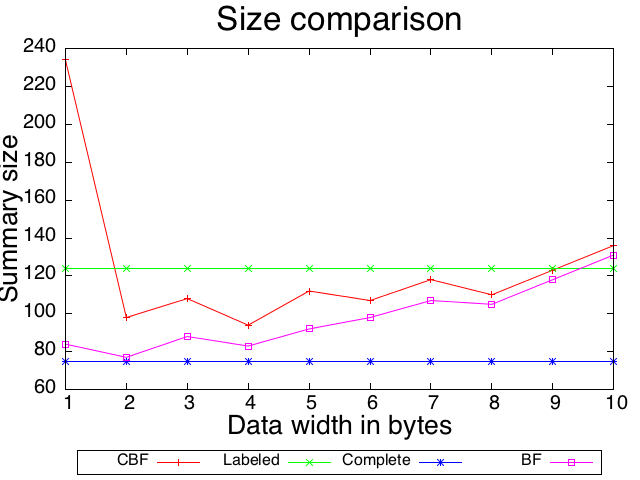 Size comparison
240
220
200
180
160
140
120
100
80
60
Summary size
1 2 3 4 5 6 7 8 9 10
Data width in bytes
CBF Labeled Complete BF